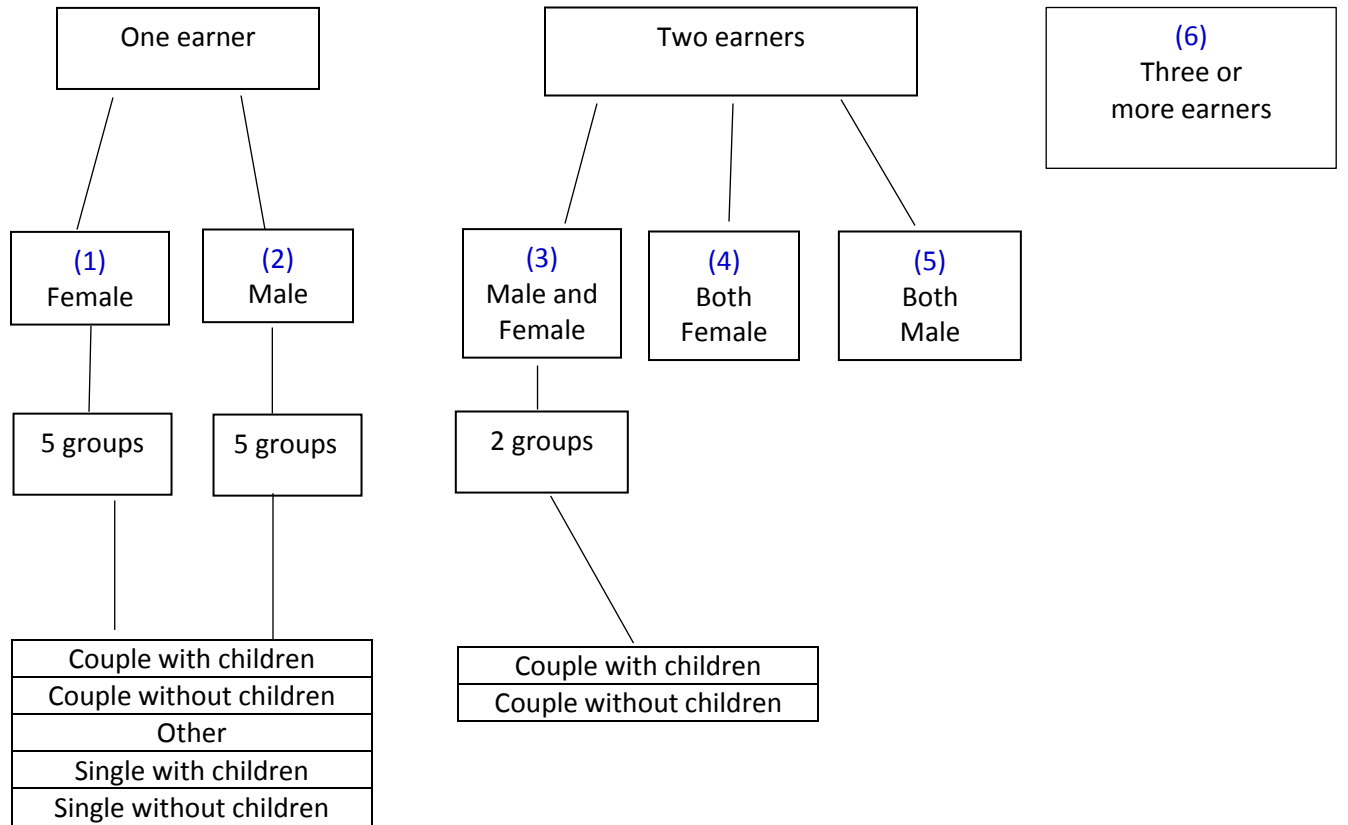 One earner
Two earners
(6)
Three or
more earners
(1)
Female
(2)
Male
(3)
Male and
Female
(4)
Both
Female
(5)
Both
Male
5 groups
5 groups
2 groups
Couple with children
Couple without children
Other
Single with children
Single without children
Couple with children
Couple without children